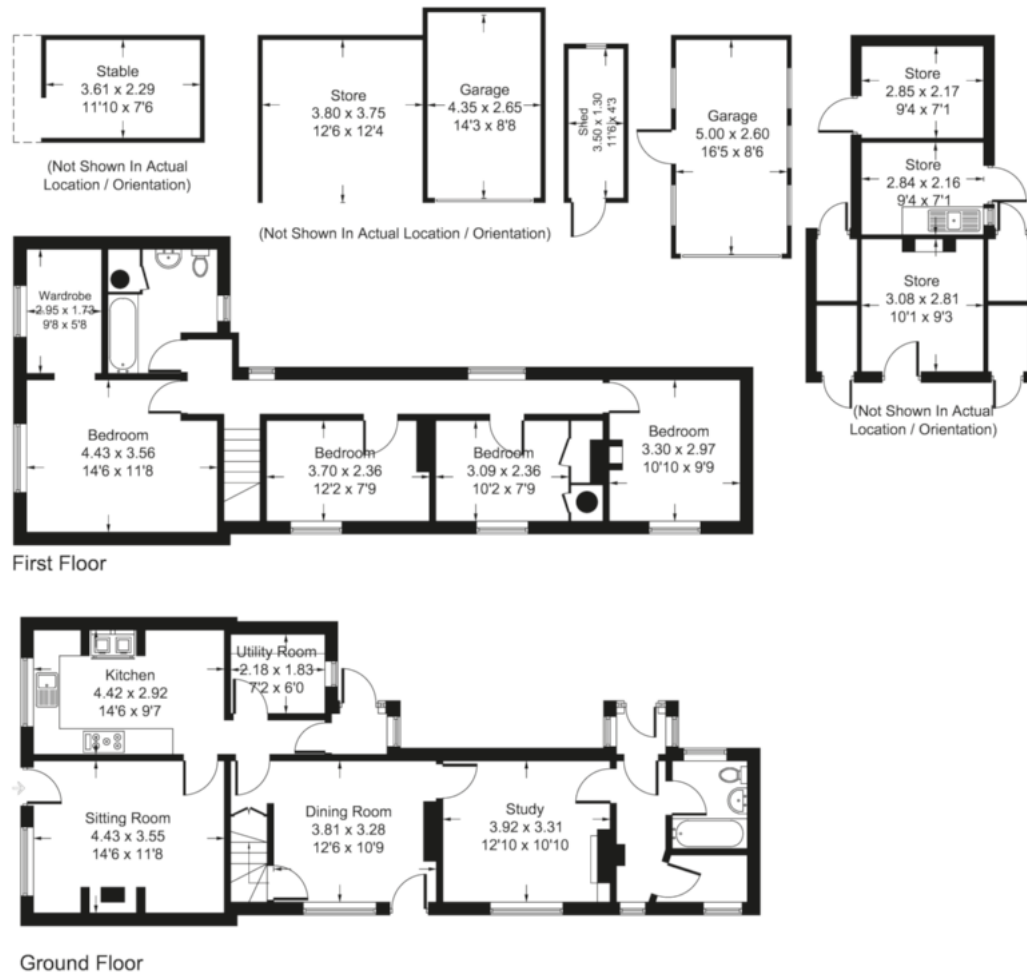 Stable
3.61 x 2.29
11'10 x 7'6
(Not Shown In Actual
Location / Orientation)
Store
3.80 x 3.75
12'6 x 12'4
Garage
4.35 x 2.65
14'3 x 8'8
(Not Shown In Actual Location / Orientation)
Shed
3.50 x 1.30
11'6 x 4'3
Garage
5.00 x 2.60
16'5 x 8'6
Store
2.85 x 2.17
9'4 x 7'1
Store
2.84 x 2.16
9'4 x 7'1
Store
3.08 x 2.81
10'1 x 9'3
(Not Shown In Actual
Location / Orientation)
Wardrobe
2.95 x 1.73
9'8 x 5'8
Bedroom
4.43 x 3.56
14'6 x 11'8
Bedroom
3.70 x 2.36
12'2 x 7'9
Bedroom
3.09 x 2.36
10'2 x 7'9
Bedroom
3.30 x 2.97
10'10 x 9'9
First Floor
Kitchen
4.42 x 2.92
14'6 x 9'7
Utility Room
2.18 x 1.83
7'2 x 6'0
Sitting Room
4.43 x 3.55
14'6 x 11'8
Dining Room
3.81 x 3.28
12'6 x 10'9
Study
3.92 x 3.31
12'10 x 10'10
Ground Floor